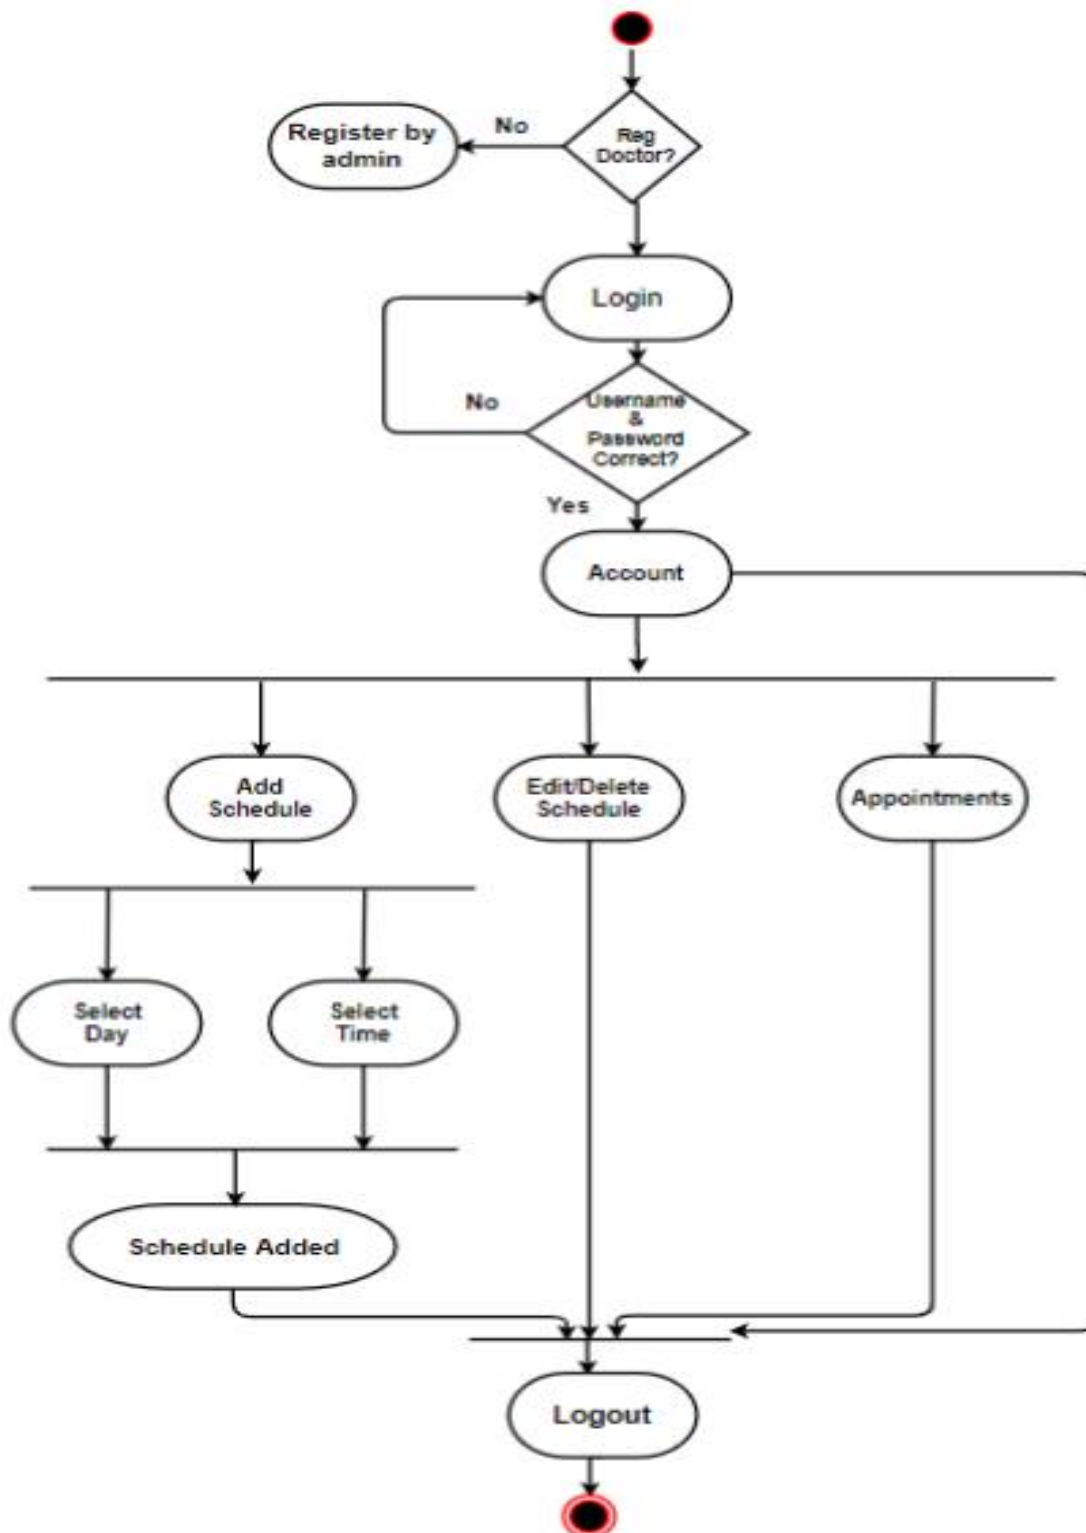 Reg
Doctor?
No
Register by
admin
Login
No
Username
&
Password
Correct?
Yes
Account
Add
Schedule
Edit/Delete
Schedule
Appointments
Select
Day
Select
Time
Schedule Added
Logout